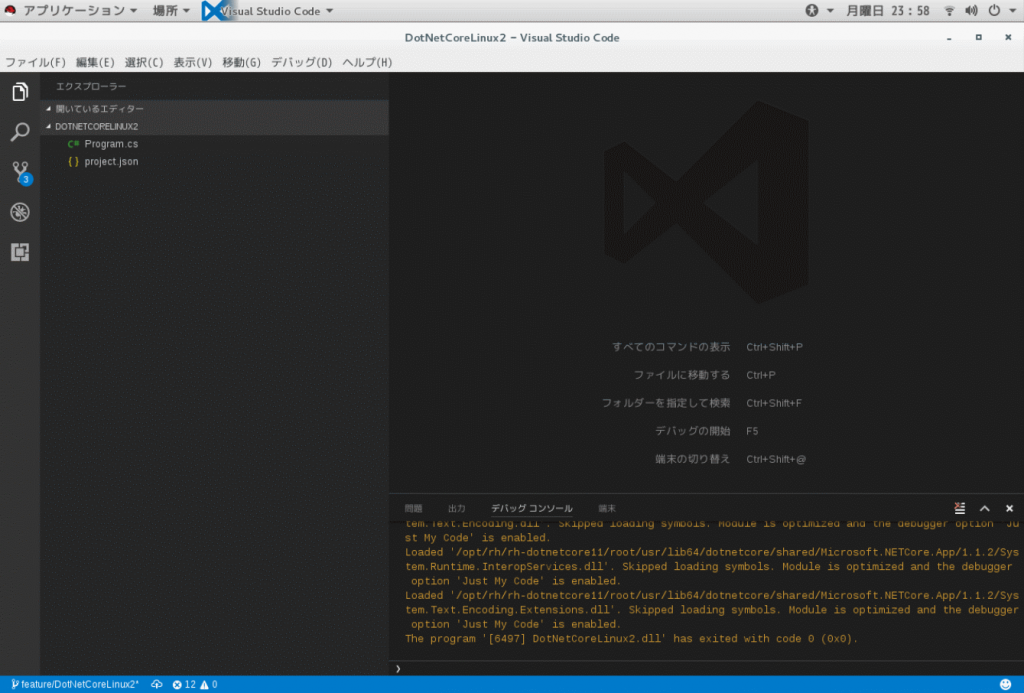 アプリケーション 場所 Visual Studio Code 月曜日 23:58
DotNetCoreLinux2 - Visual Studio Code
ファイル(F) 編集(E) 選択(C) 表示(V) 移動(G) デバッグ(D) ヘルプ(H)
エクスプローラー
開いているエディター
DOTNETCORELINUX2
C# Program.cs
{} project.json
3
すべてのコマンドの表示 Ctrl+Shift+P
ファイルに移動する Ctrl+P
フォルダーを指定して検索 Ctrl+Shift+F
デバッグの開始 F5
端末の切り替え Ctrl+Shift+@
問題 出力 デバッグ コンソール 端末
tem.Text.Encoding.dll'. Skipped loading symbols. Module is optimized and the debugger option 'Ju
st My Code' is enabled.
Loaded '/opt/rh/rh-dotnetcore11/root/usr/lib64/dotnetcore/shared/Microsoft.NETCore.App/1.1.2/Sys
tem.Runtime.InteropServices.dll'. Skipped loading symbols. Module is optimized and the debugger
option 'Just My Code' is enabled.
Loaded '/opt/rh/rh-dotnetcore11/root/usr/lib64/dotnetcore/shared/Microsoft.NETCore.App/1.1.2/Sys
tem.Text.Encoding.Extensions.dll'. Skipped loading symbols. Module is optimized and the debugger
option 'Just My Code' is enabled.
The program '[6497] DotNetCoreLinux2.dll' has exited with code 0 (0x0).
❯
feature/DotNetCoreLinux2* 12 0